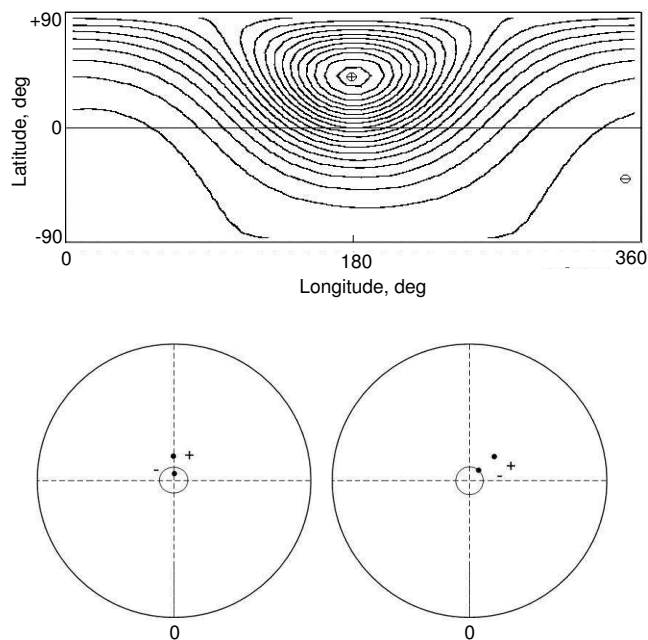 +90
Latitude, deg
0
-90
0 180 360
Longitude, deg
+ +
- -
0 0